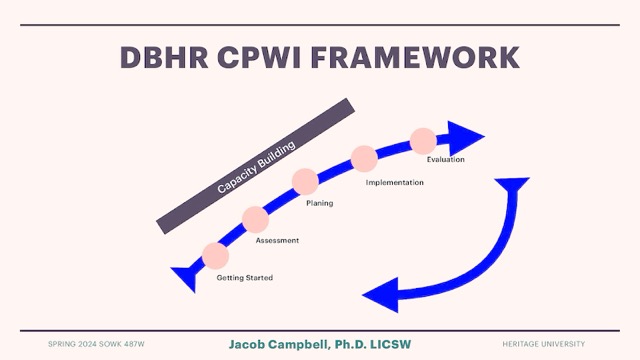 DBHR CPWI FRAMEWORK
Capacity Building
Evaluation
Implementation
Planing
Assessment
Getting Started
SPRING 2024 SOWK 487W
Jacob Campbell, Ph.D. LICSW
HERITAGE UNIVERSITY